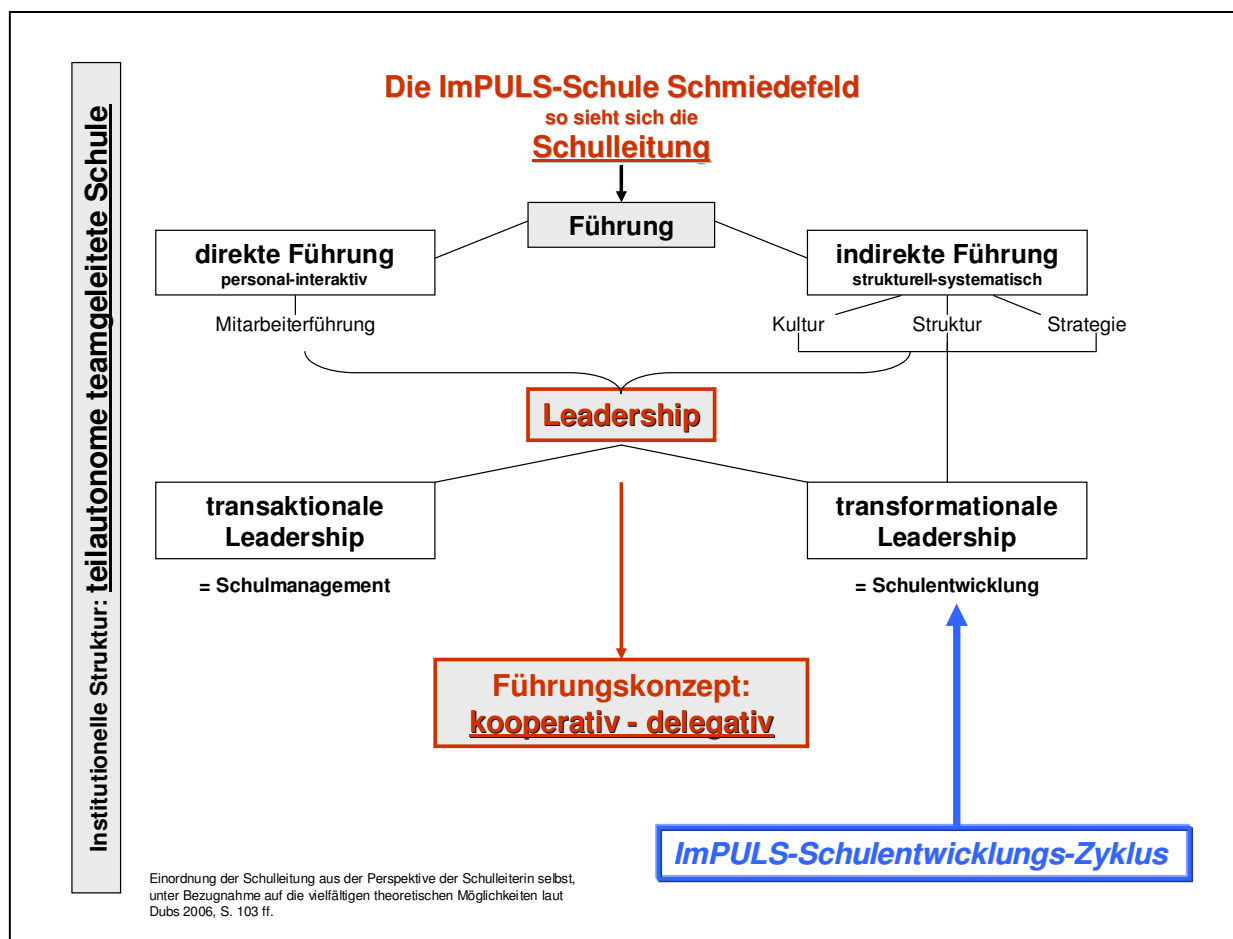 Institutionelle Struktur: teilautonome teamgeleitete Schule
Die ImPULS-Schule Schmiedefeld
so sieht sich die
Schulleitung
Führung
direkte Führung
personal-interaktiv
indirekte Führung
strukturell-systematisch
Mitarbeiterführung
Kultur
Struktur
Strategie
Leadership
transaktionale
Leadership
transformationale
Leadership
= Schulmanagement
= Schulentwicklung
Führungskonzept:
kooperativ - delegativ
ImPULS-Schulentwicklungs-Zyklus
Einordnung der Schulleitung aus der Perspektive der Schulleiterin selbst,
unter Bezugnahme auf die vielfältigen theoretischen Möglichkeiten laut
Dubs 2006, S. 103 ff.